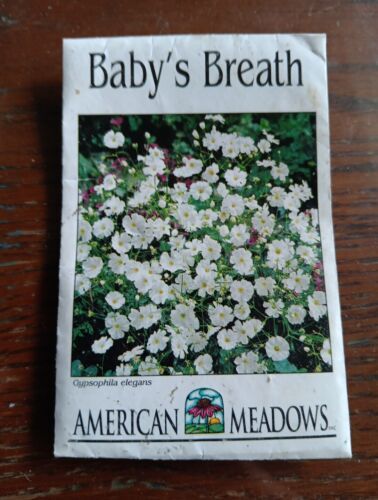 Baby's Breath
Gypsophila elegans
AMERICAN MEADOWS INC